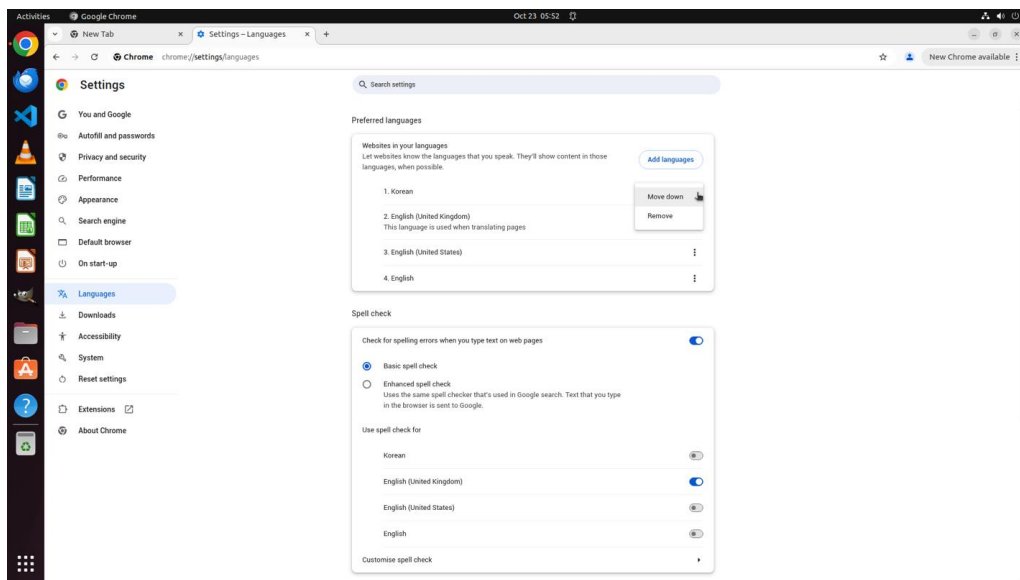 Activities
Google Chrome
Oct 23 05:52
New Tab
Settings – Languages
Chrome
chrome://settings/languages
New Chrome available
Settings
Search settings
You and Google
Autofill and passwords
Privacy and security
Performance
Appearance
Search engine
Default browser
On start-up
Languages
Downloads
Accessibility
System
Reset settings
Extensions
About Chrome
Preferred languages
Websites in your languages
Let websites know the languages that you speak. They'll show content in those
languages, when possible.
Add languages
1. Korean
Move down
Remove
2. English (United Kingdom)
This language is used when translating pages
3. English (United States)
4. English
Spell check
Check for spelling errors when you type text on web pages
Basic spell check
Enhanced spell check
Uses the same spell checker that's used in Google search. Text that you type
in the browser is sent to Google.
Use spell check for
Korean
English (United Kingdom)
English (United States)
English
Customise spell check